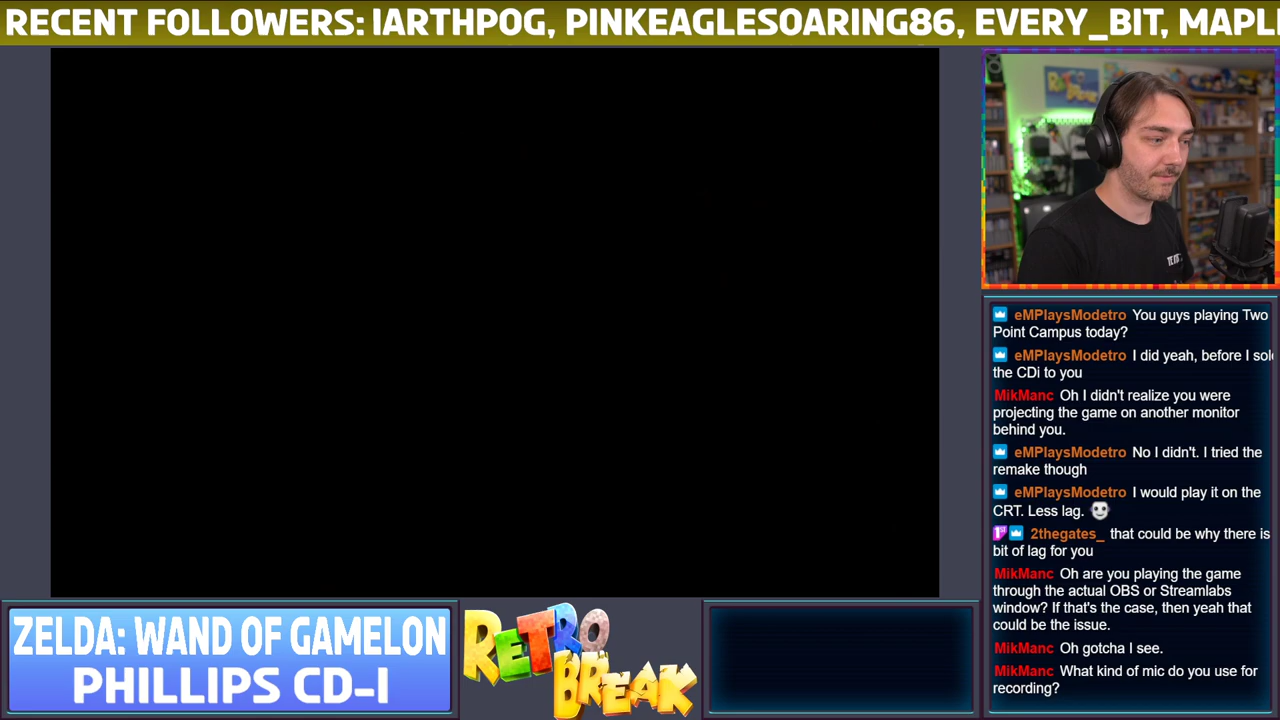 RECENT FOLLOWERS: IARTHPOG, PINKEAGLESOARING86, EVERY_BIT, MAPL
eMPlaysModetro You guys playing Two
Point Campus today?
eMPlaysModetro I did yeah, before I sol
the CDi to you
MikManc Oh I didn't realize you were
projecting the game on another monitor
behind you.
eMPlaysModetro No I didn't. I tried the
remake though
eMPlaysModetro I would play it on the
CRT. Less lag.
1ST 2thegates_ that could be why there is
bit of lag for you
MikManc Oh are you playing the game
through the actual OBS or Streamlabs
window? If that's the case, then yeah that
could be the issue.
MikManc Oh gotcha I see.
MikManc What kind of mic do you use for
recording?
ZELDA: WAND OF GAMELON
PHILLIPS CD-I
RETRO
BREAK